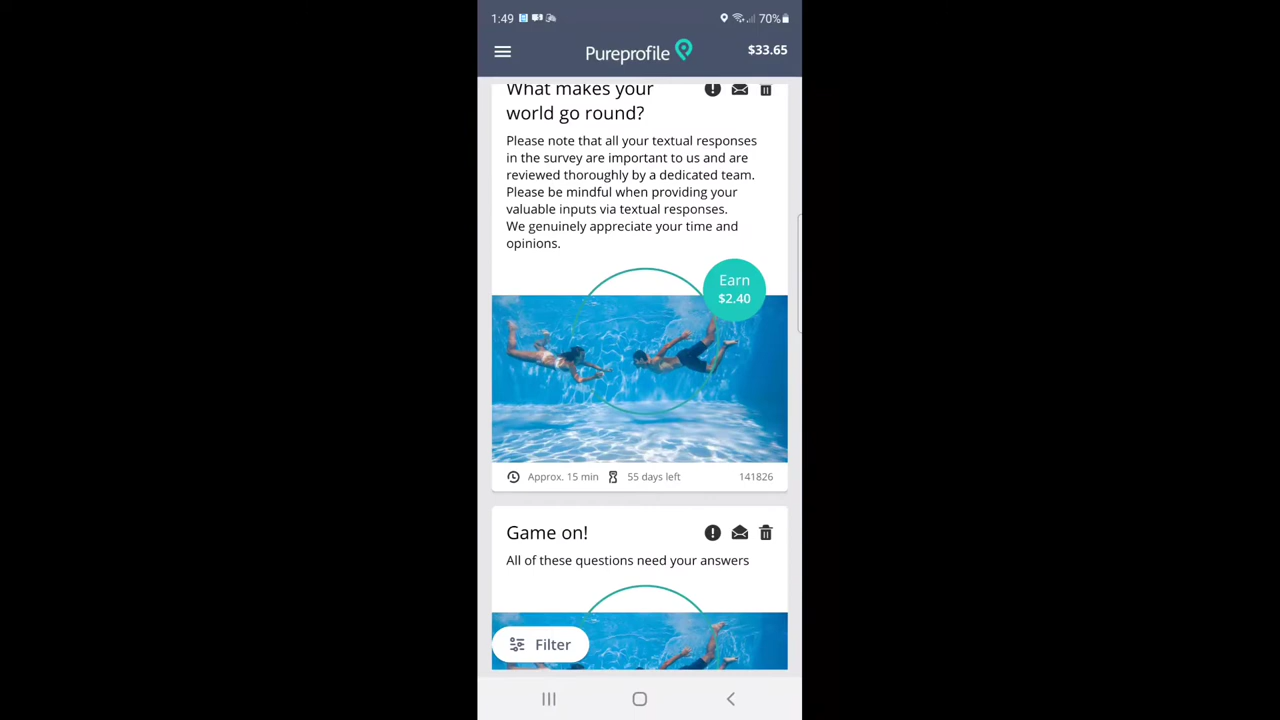 1:49
70%
Pureprofile
$33.65
What makes your
world go round?
Please note that all your textual responses
in the survey are important to us and are
reviewed thoroughly by a dedicated team.
Please be mindful when providing your
valuable inputs via textual responses.
We genuinely appreciate your time and
opinions.
Earn
$2.40
Approx. 15 min
55 days left
141826
Game on!
All of these questions need your answers
Filter